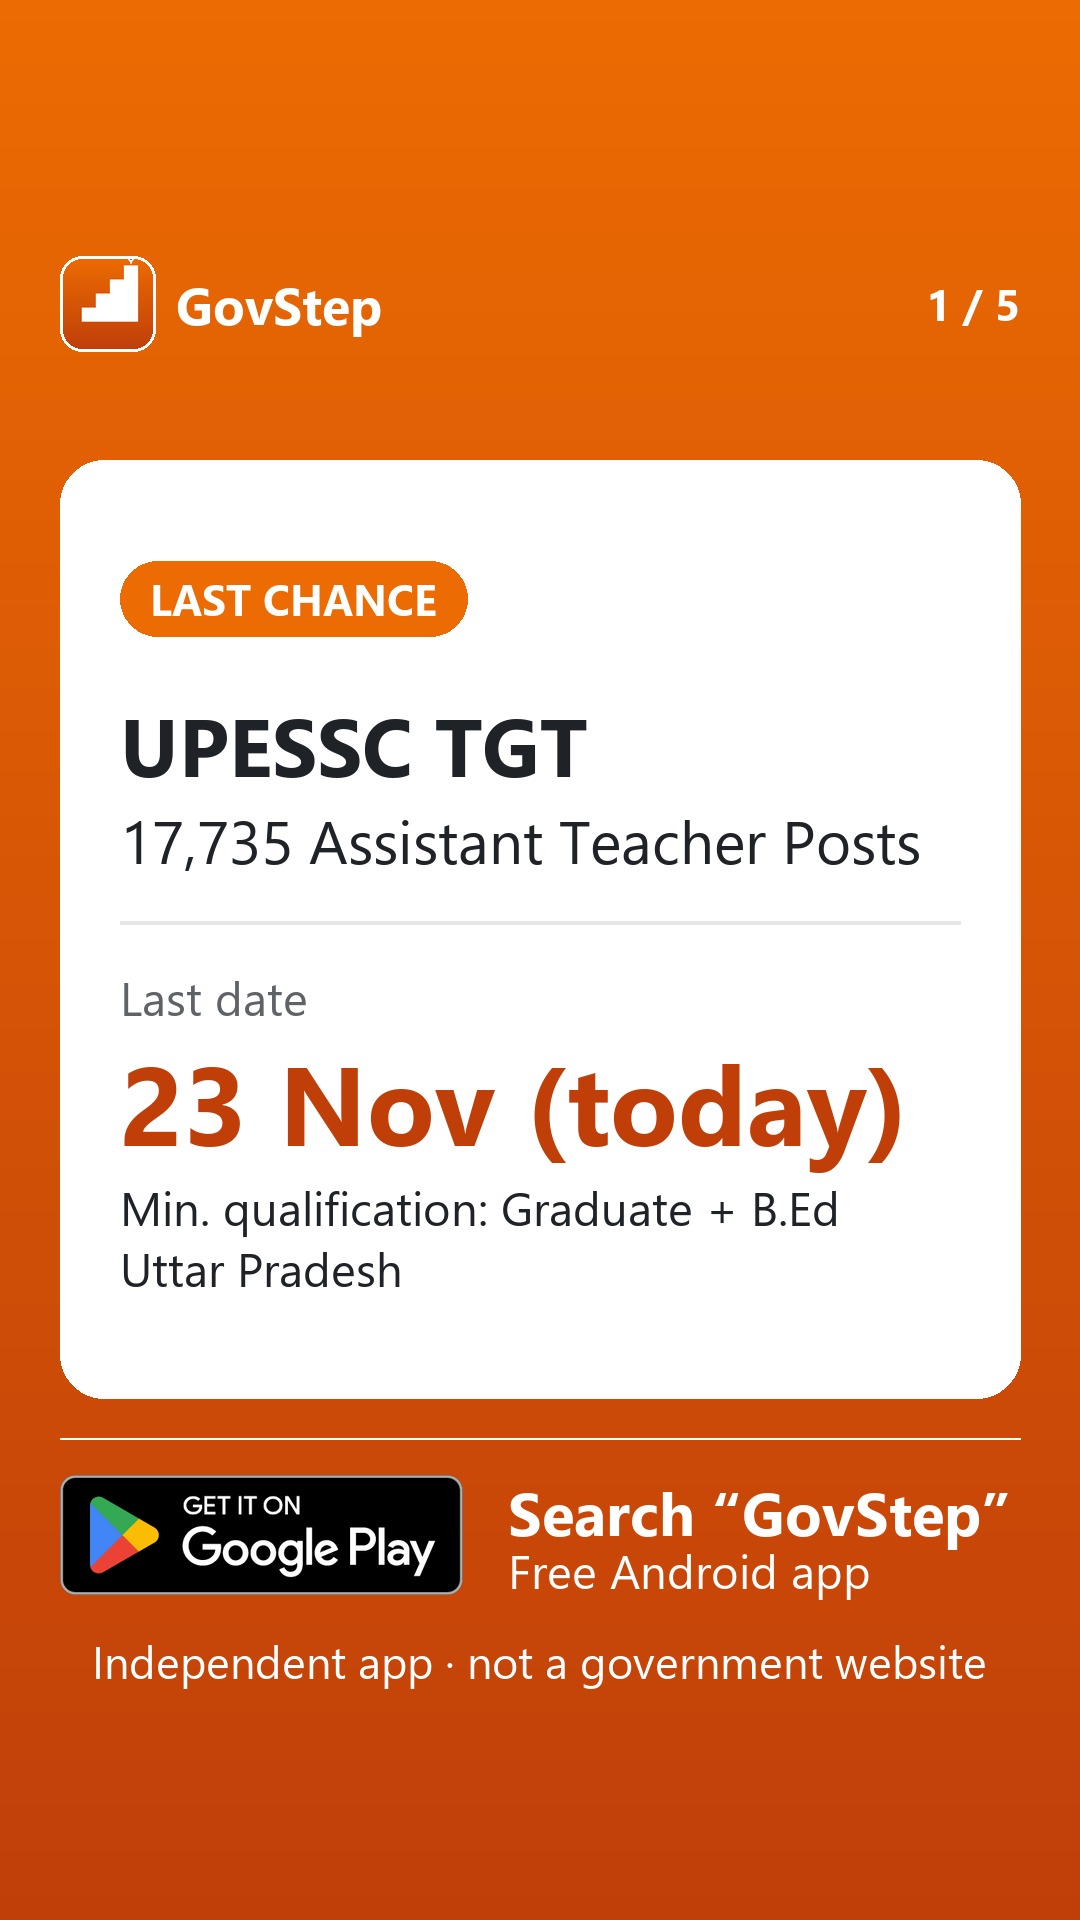 GovStep
1 / 5
LAST CHANCE
UPESSC TGT
17,735 Assistant Teacher Posts
Last date
23 Nov (today)
Min. qualification: Graduate + B.Ed
Uttar Pradesh
GET IT ON
Google Play
Search “GovStep”
Free Android app
Independent app · not a government website